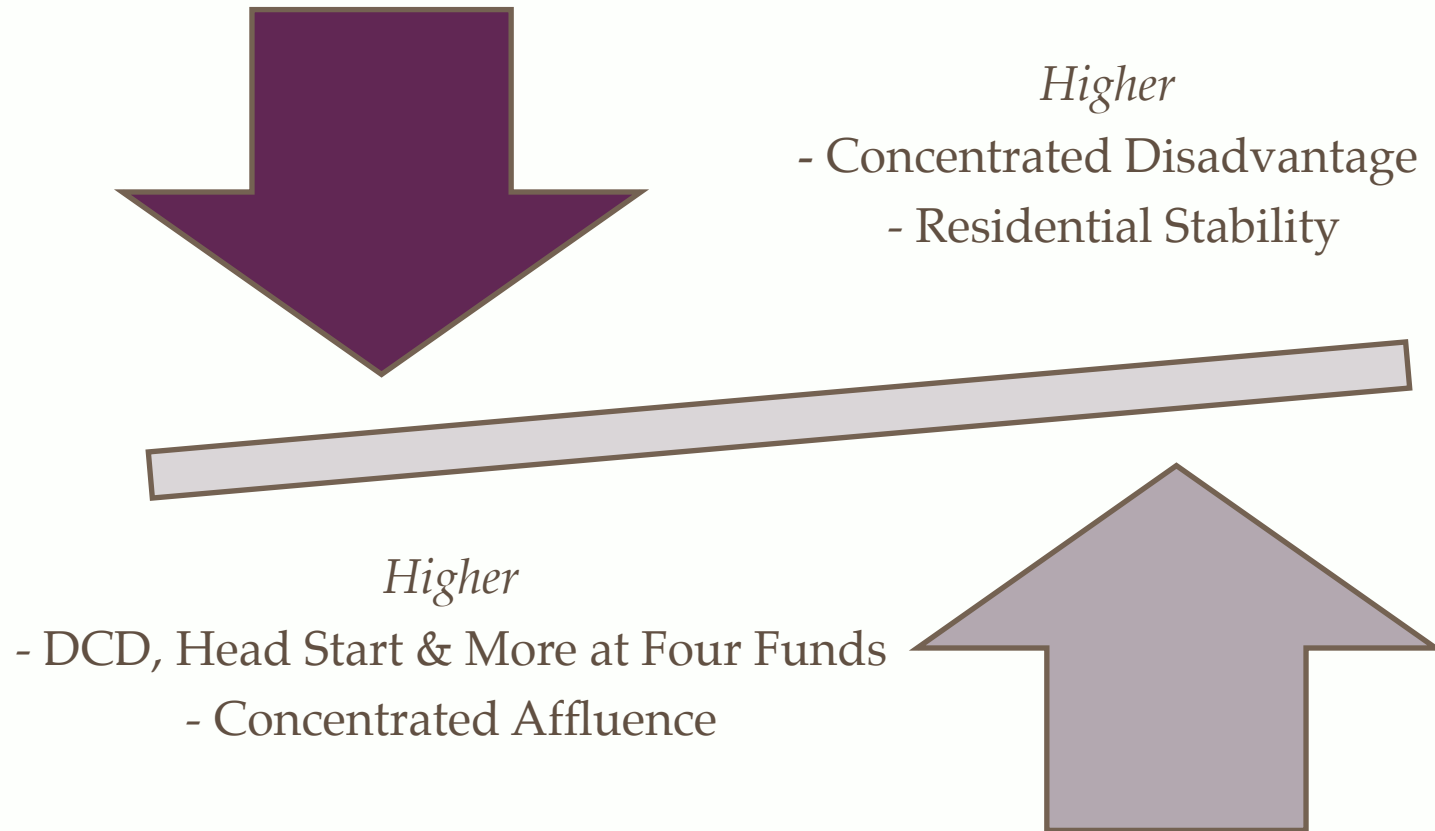 Higher
- Concentrated Disadvantage
- Residential Stability
Higher
- DCD, Head Start & More at Four Funds
- Concentrated Affluence